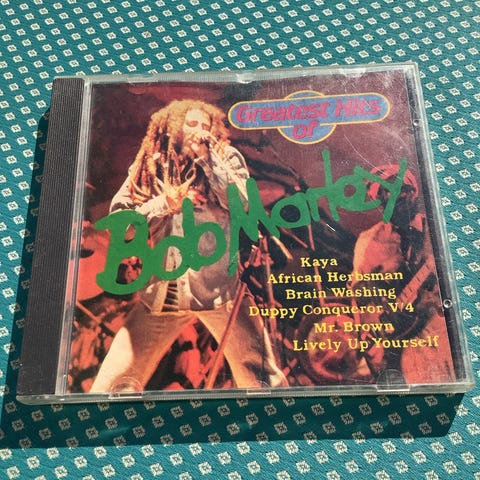 Greatest Hits
of
Bob Marley
Kaya
African Herbsman
Brain Washing
Duppy Conqueror V/4
Mr. Brown
Lively Up Yourself